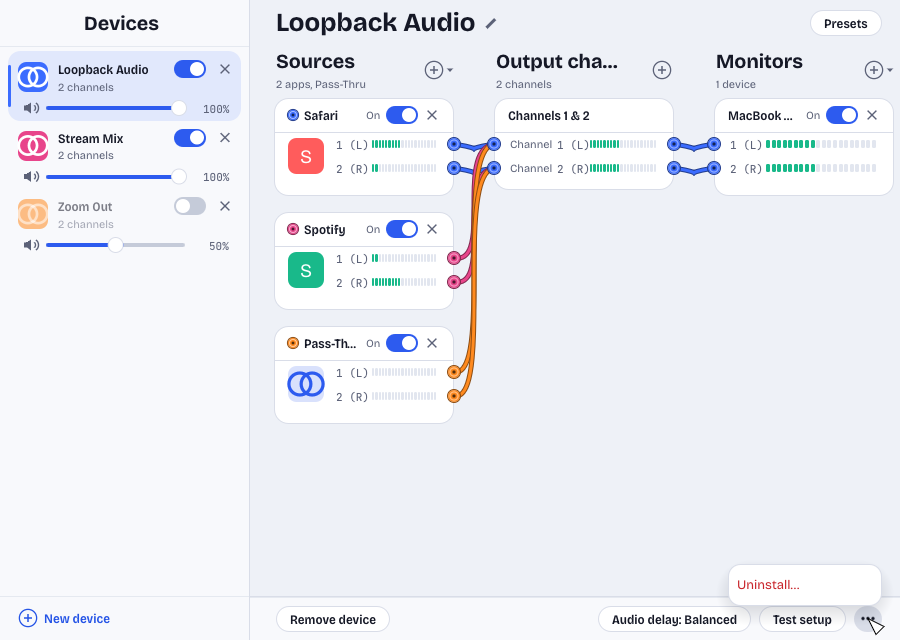 Devices
Loopback Audio
2 channels
100%
Stream Mix
2 channels
100%
Zoom Out
2 channels
50%
New device
Loopback Audio
Presets
Sources
2 apps, Pass-Thru
Output cha...
2 channels
Monitors
1 device
Safari
On
S
1 (L)
2 (R)
Channels 1 & 2
Channel 1 (L)
Channel 2 (R)
MacBook ...
On
1 (L)
2 (R)
Spotify
On
S
1 (L)
2 (R)
Pass-Th...
On
1 (L)
2 (R)
Uninstall...
Remove device
Audio delay: Balanced
Test setup